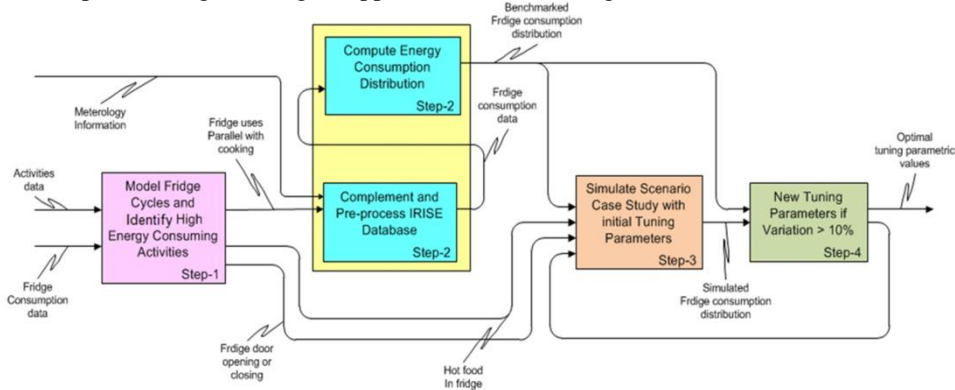 Benchmarked
Frdige consumption
distribution
Compute Energy
Consumption
Distribution
Step-2
Meterology
Information
Fridge uses
Parallel with
cooking
Frdige
consumption
data
Activities
data
Model Fridge
Cycles and
Identify High
Energy Consuming
Activities
Step-1
Complement and
Pre-process IRISE
Database
Step-2
Simulate Scenario
Case Study with
initial Tuning
Parameters
Step-3
New Tuning
Parameters if
Variation > 10%
Step-4
Optimal
tuning parametric
values
Fridge
Consumption
data
Simulated
Frdige consumption
distribution
Frdige door
opening or
closing
Hot food
In fridge